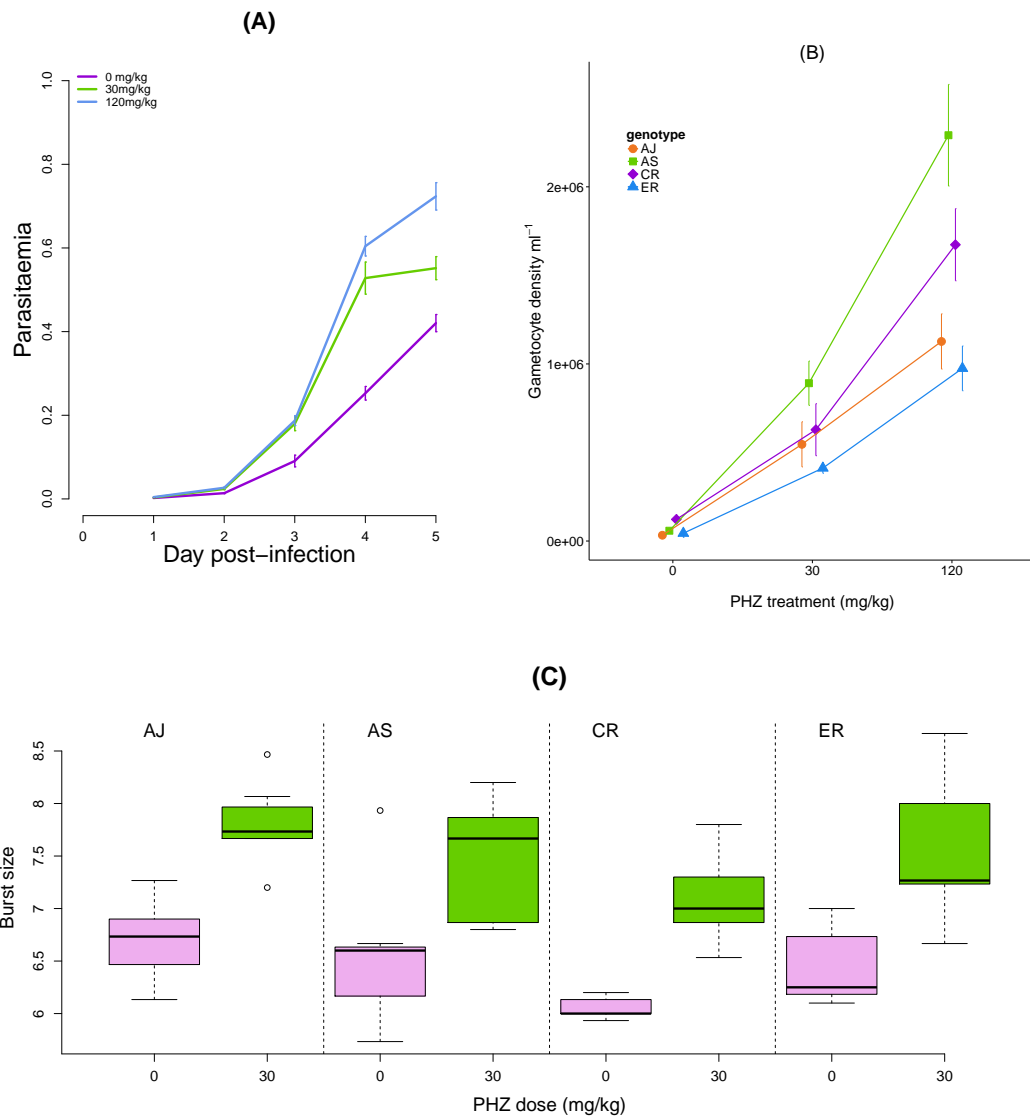 (A)
0 mg/kg
30mg/kg
120mg/kg
1.0
0.8
0.6
0.4
0.2
0.0
Parasitaemia
0 1 2 3 4 5
Day post−infection
(B)
genotype
AJ
AS
CR
ER
2e+06
1e+06
0e+00
Gametocyte density ml−1
0 30 120
PHZ treatment (mg/kg)
(C)
AJ AS CR ER
8.5
8
7.5
7
6.5
6
Burst size
0 30 0 30 0 30 0 30
PHZ dose (mg/kg)